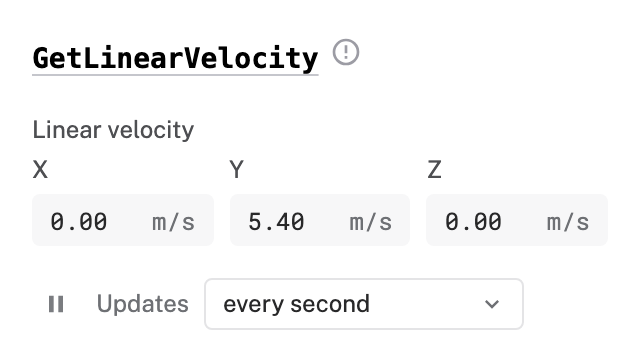 GetLinearVelocity
Linear velocity
X Y Z
0.00 m/s 5.40 m/s 0.00 m/s
Updates every second